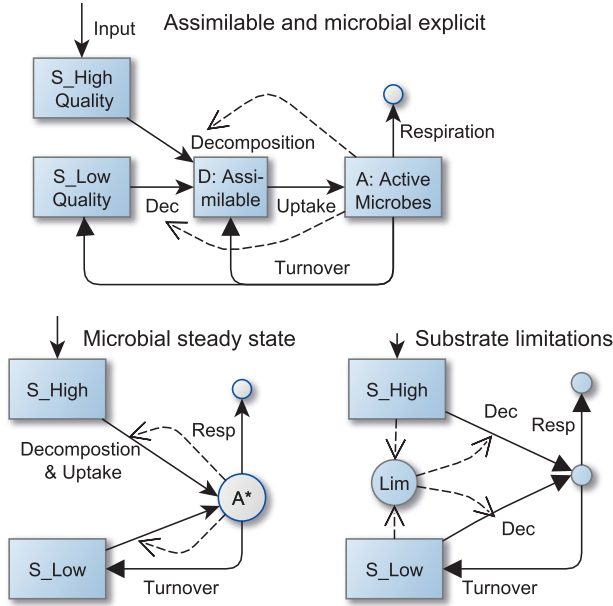 Assimilable and microbial explicit
Input
S_High
Quality
Decomposition
Respiration
S_Low
Quality
Dec
D: Assi-
milable
Uptake
A: Active
Microbes
Turnover
Microbial steady state
S_High
Resp
Decompostion
& Uptake
A*
S_Low
Turnover
Substrate limitations
S_High
Dec
Resp
Lim
Dec
S_Low
Turnover